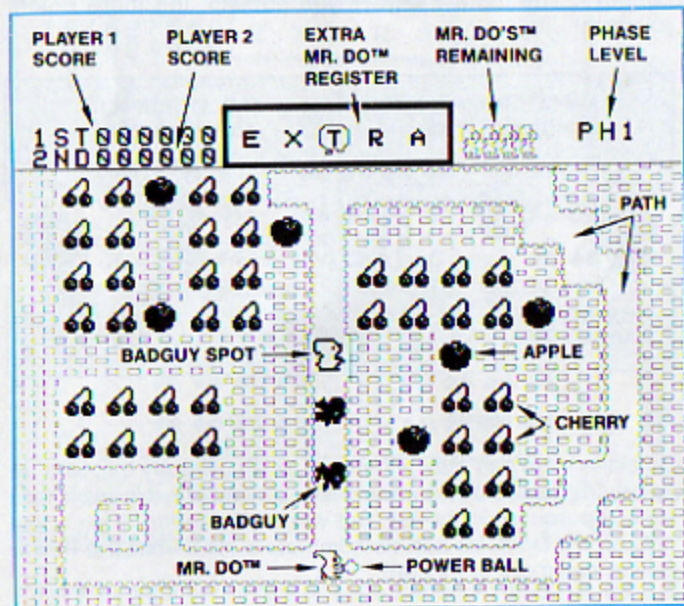 PLAYER 1 SCORE
PLAYER 2 SCORE
EXTRA MR. DO™ REGISTER
MR. DO'S™ REMAINING
PHASE LEVEL
1ST000000
2ND000000
E X T R A
PH1
PATH
BADGUY SPOT
APPLE
CHERRY
BADGUY
MR. DO™
POWER BALL